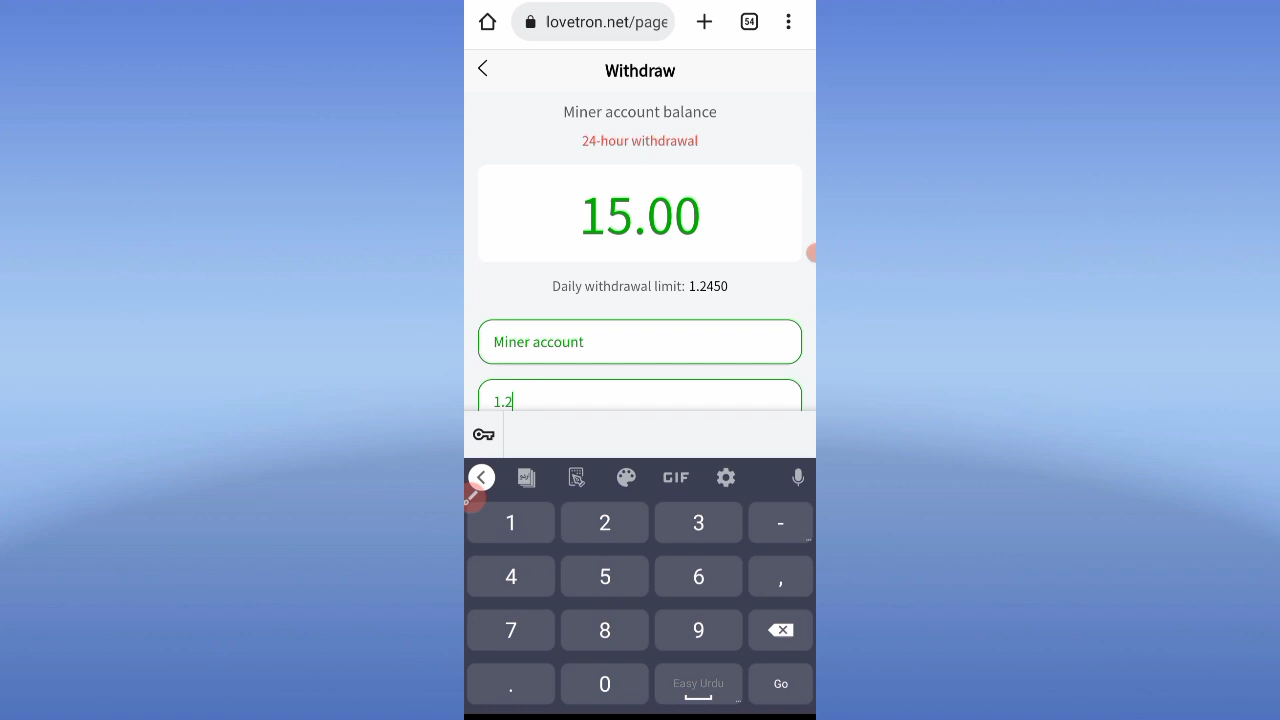 lovetron.net/page
54
Withdraw
Miner account balance
24-hour withdrawal
15.00
Daily withdrawal limit: 1.2450
Miner account
1.2
GIF
1 2 3 -
4 5 6 ,
7 8 9
. 0 Easy Urdu Go